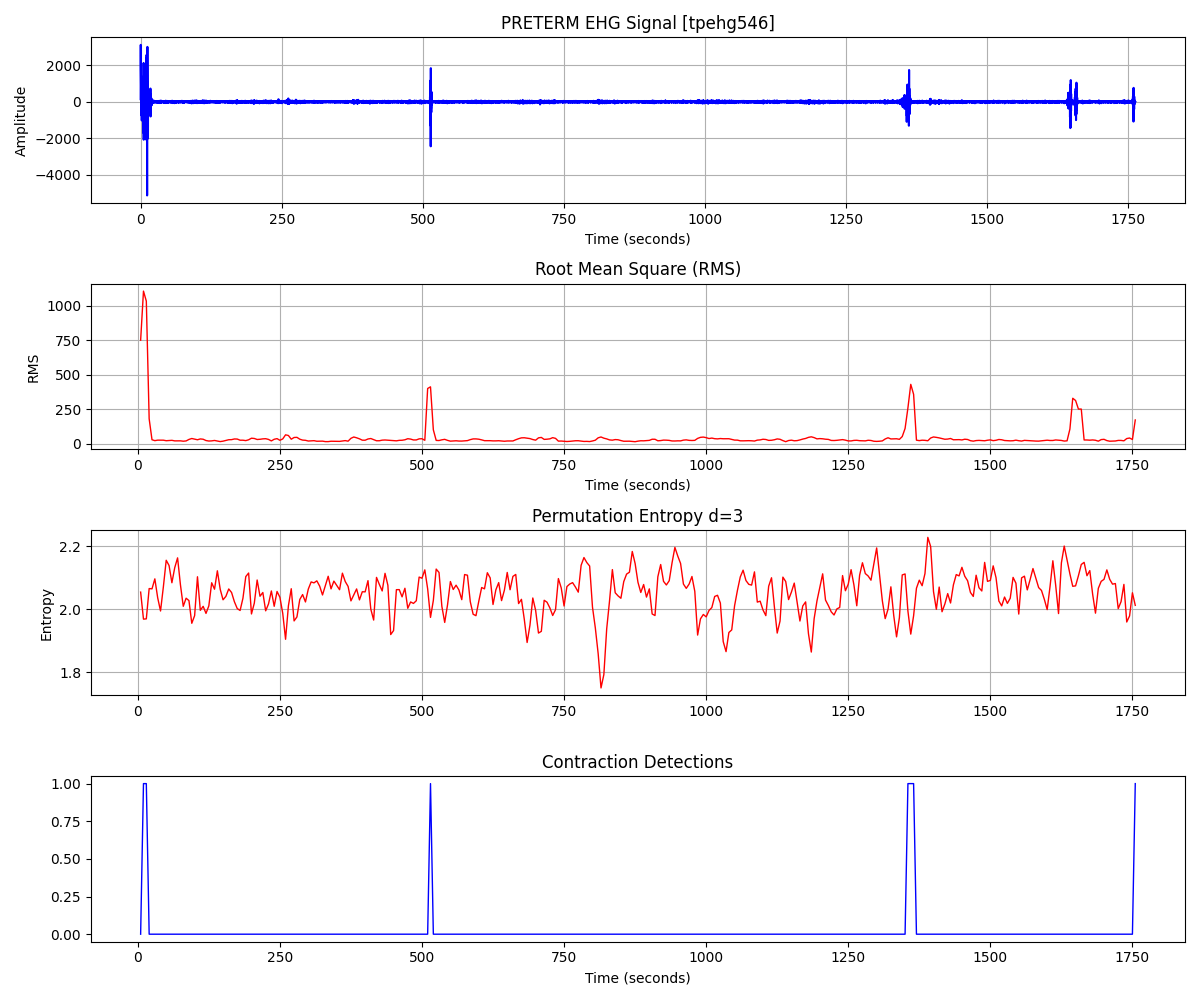 PRETERM EHG Signal [tpehg546]
Amplitude
2000
0
−2000
−4000
0 250 500 750 1000 1250 1500 1750
Time (seconds)
Root Mean Square (RMS)
RMS
1000
750
500
250
0
0 250 500 750 1000 1250 1500 1750
Time (seconds)
Permutation Entropy d=3
Entropy
2.2
2.0
1.8
0 250 500 750 1000 1250 1500 1750
Contraction Detections
1.00
0.75
0.50
0.25
0.00
0 250 500 750 1000 1250 1500 1750
Time (seconds)